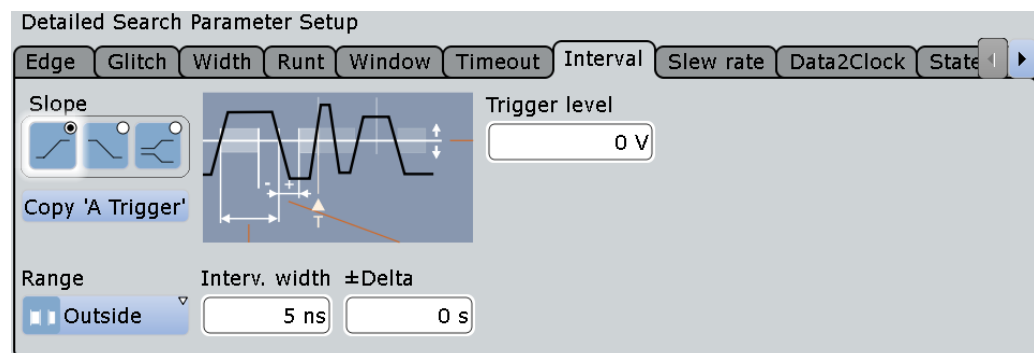 Detailed Search Parameter Setup
Edge Glitch Width Runt Window Timeout Interval Slew rate Data2Clock State
Slope
Trigger level
0 V
Copy 'A Trigger'
- +
T
Range Interv. width ±Delta
Outside 5 ns 0 s